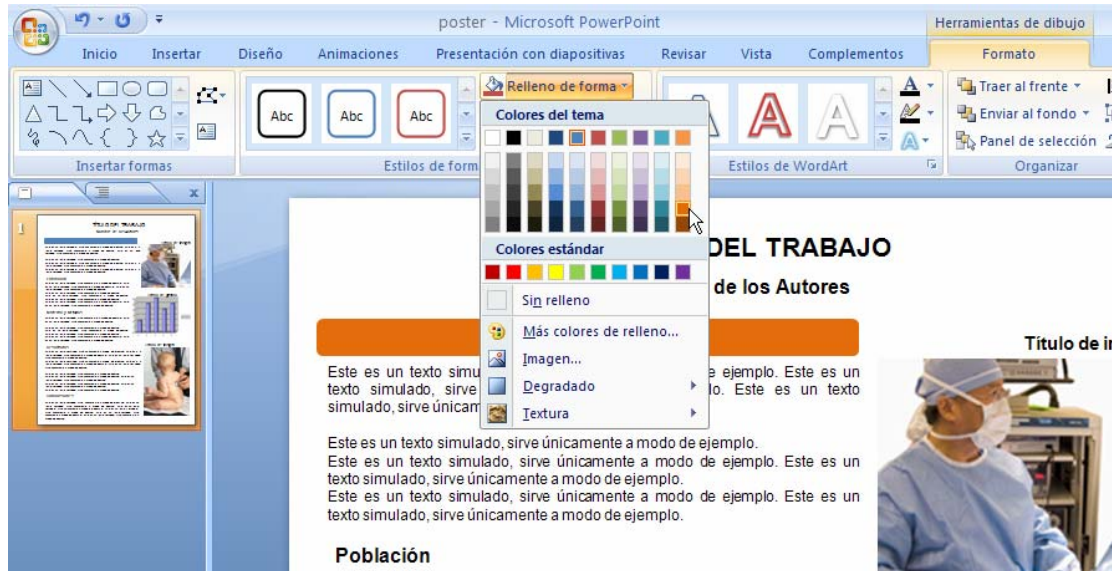 poster - Microsoft PowerPoint
Herramientas de dibujo
Inicio Insertar Diseño Animaciones Presentación con diapositivas Revisar Vista Complementos Formato
Relleno de forma
Traer al frente
Abc Abc Abc
Enviar al fondo
Panel de selección
Insertar formas
Estilos de form
Estilos de WordArt
Organizar
Colores del tema
Colores estándar
Sin relleno
Más colores de relleno...
Imagen...
Degradado
Textura
1
DEL TRABAJO
de los Autores
Título de i
Este es un texto simu
e ejemplo. Este es un
texto simulado, sirve
lo. Este es un texto
simulado, sirve únicam
Este es un texto simulado, sirve únicamente a modo de ejemplo.
Este es un texto simulado, sirve únicamente a modo de ejemplo. Este es un
texto simulado, sirve únicamente a modo de ejemplo.
Este es un texto simulado, sirve únicamente a modo de ejemplo. Este es un
texto simulado, sirve únicamente a modo de ejemplo.
Población